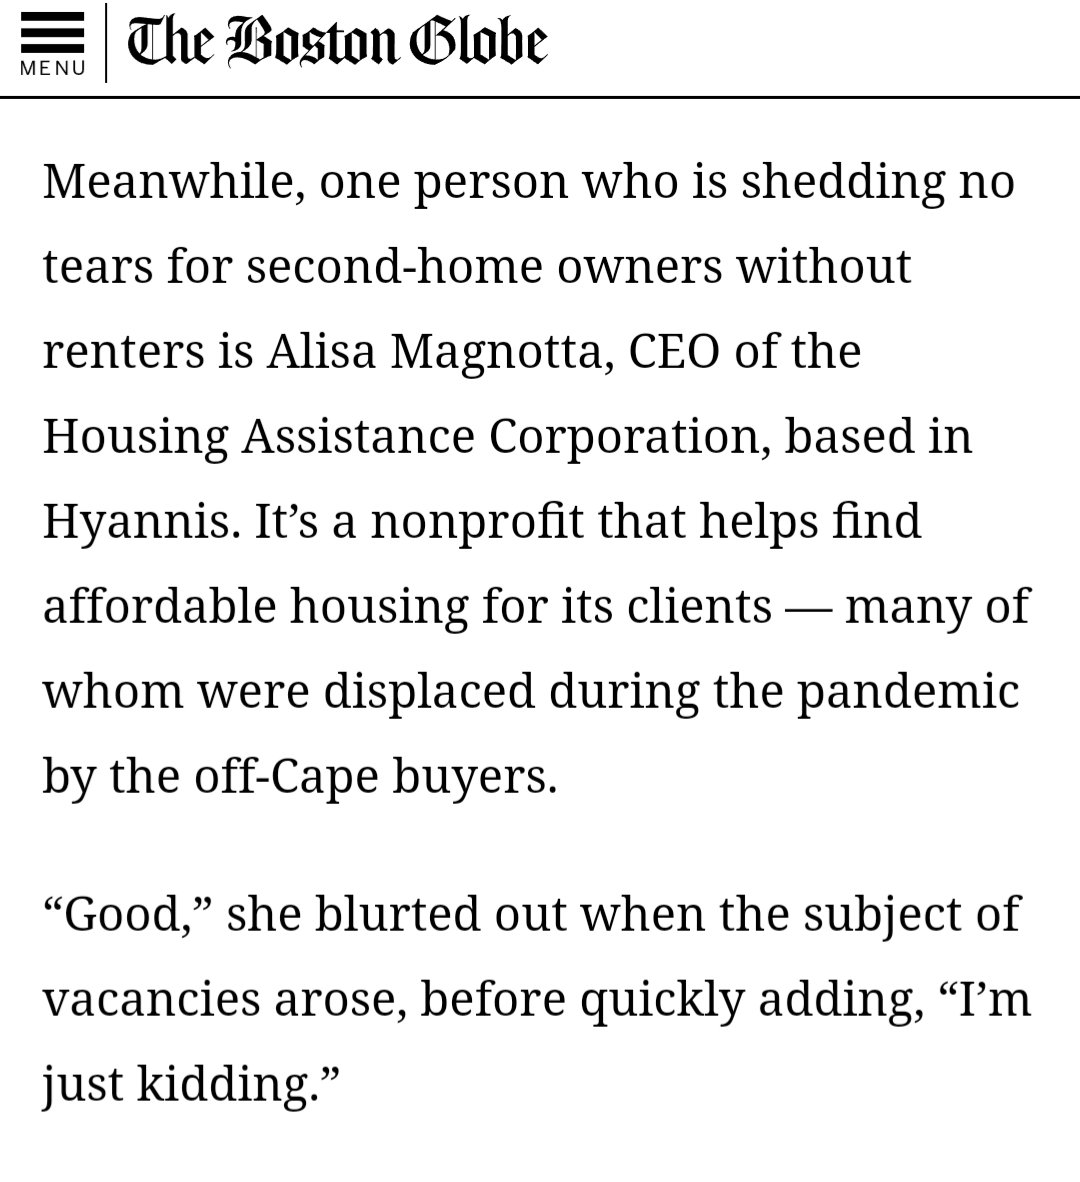 MENU
The Boston Globe
Meanwhile, one person who is shedding no
tears for second-home owners without
renters is Alisa Magnotta, CEO of the
Housing Assistance Corporation, based in
Hyannis. It’s a nonprofit that helps find
affordable housing for its clients — many of
whom were displaced during the pandemic
by the off-Cape buyers.
“Good,” she blurted out when the subject of
vacancies arose, before quickly adding, “I’m
just kidding.”